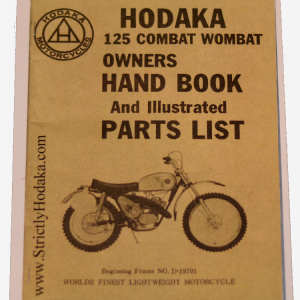 HODAKA
MOTORCYCLES
HODAKA
125 COMBAT WOMBAT
OWNERS
HAND BOOK
And Illustrated
PARTS LIST
www.StrictlyHodaka.com
Beginning Frame NO. D-19701
WORLDS FINEST LIGHTWEIGHT MOTORCYCLE